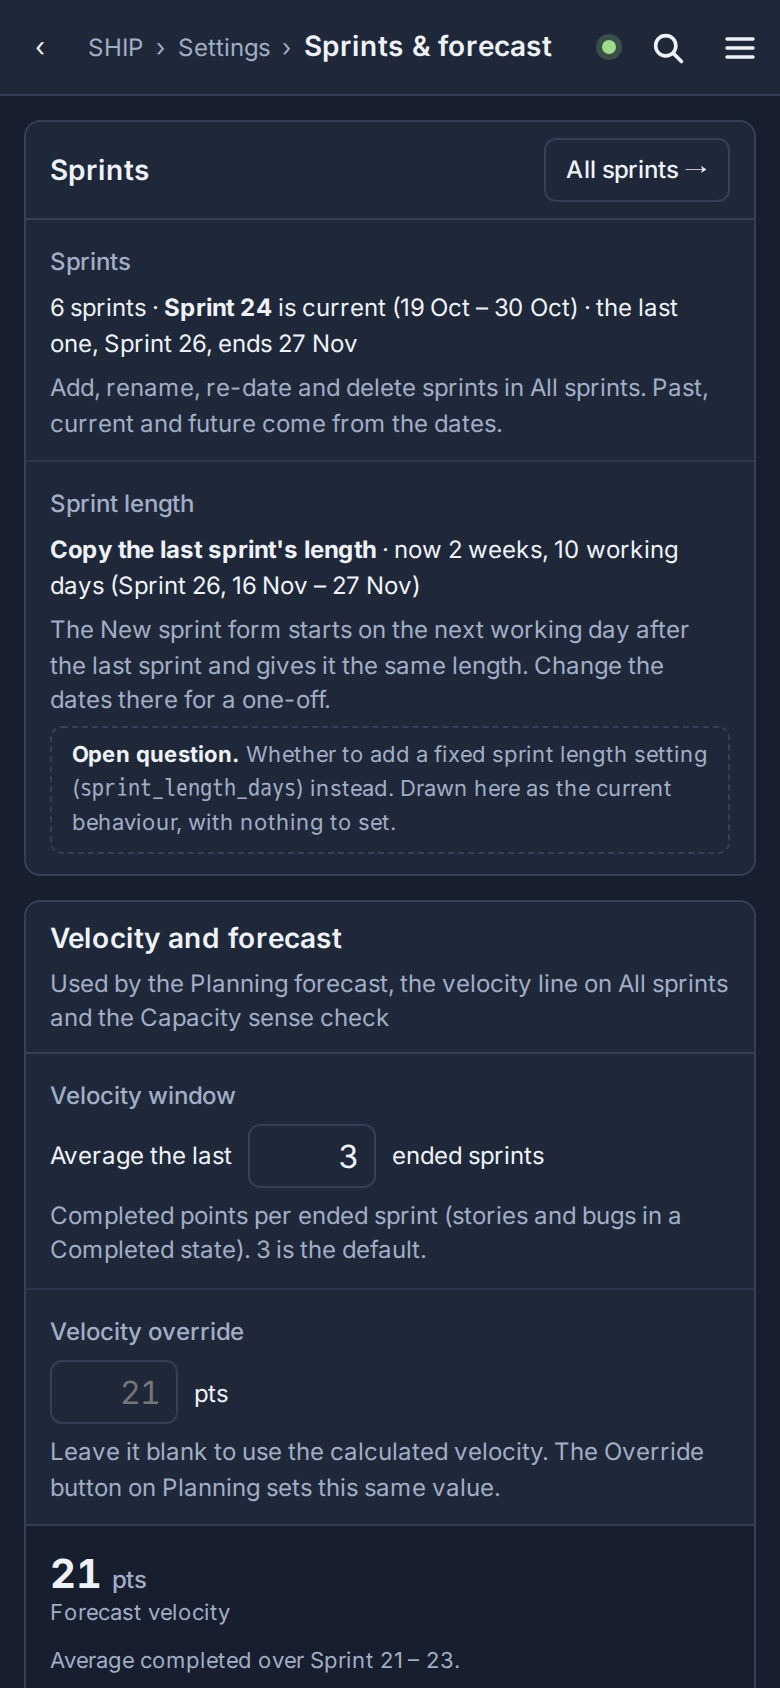 ‹ SHIP › Settings › Sprints & forecast
Sprints
All sprints →
Sprints
6 sprints · Sprint 24 is current (19 Oct – 30 Oct) · the last
one, Sprint 26, ends 27 Nov
Add, rename, re-date and delete sprints in All sprints. Past,
current and future come from the dates.
Sprint length
Copy the last sprint's length · now 2 weeks, 10 working
days (Sprint 26, 16 Nov – 27 Nov)
The New sprint form starts on the next working day after
the last sprint and gives it the same length. Change the
dates there for a one-off.
Open question. Whether to add a fixed sprint length setting
(sprint_length_days) instead. Drawn here as the current
behaviour, with nothing to set.
Velocity and forecast
Used by the Planning forecast, the velocity line on All sprints
and the Capacity sense check
Velocity window
Average the last 3 ended sprints
Completed points per ended sprint (stories and bugs in a
Completed state). 3 is the default.
Velocity override
21 pts
Leave it blank to use the calculated velocity. The Override
button on Planning sets this same value.
21 pts
Forecast velocity
Average completed over Sprint 21 – 23.